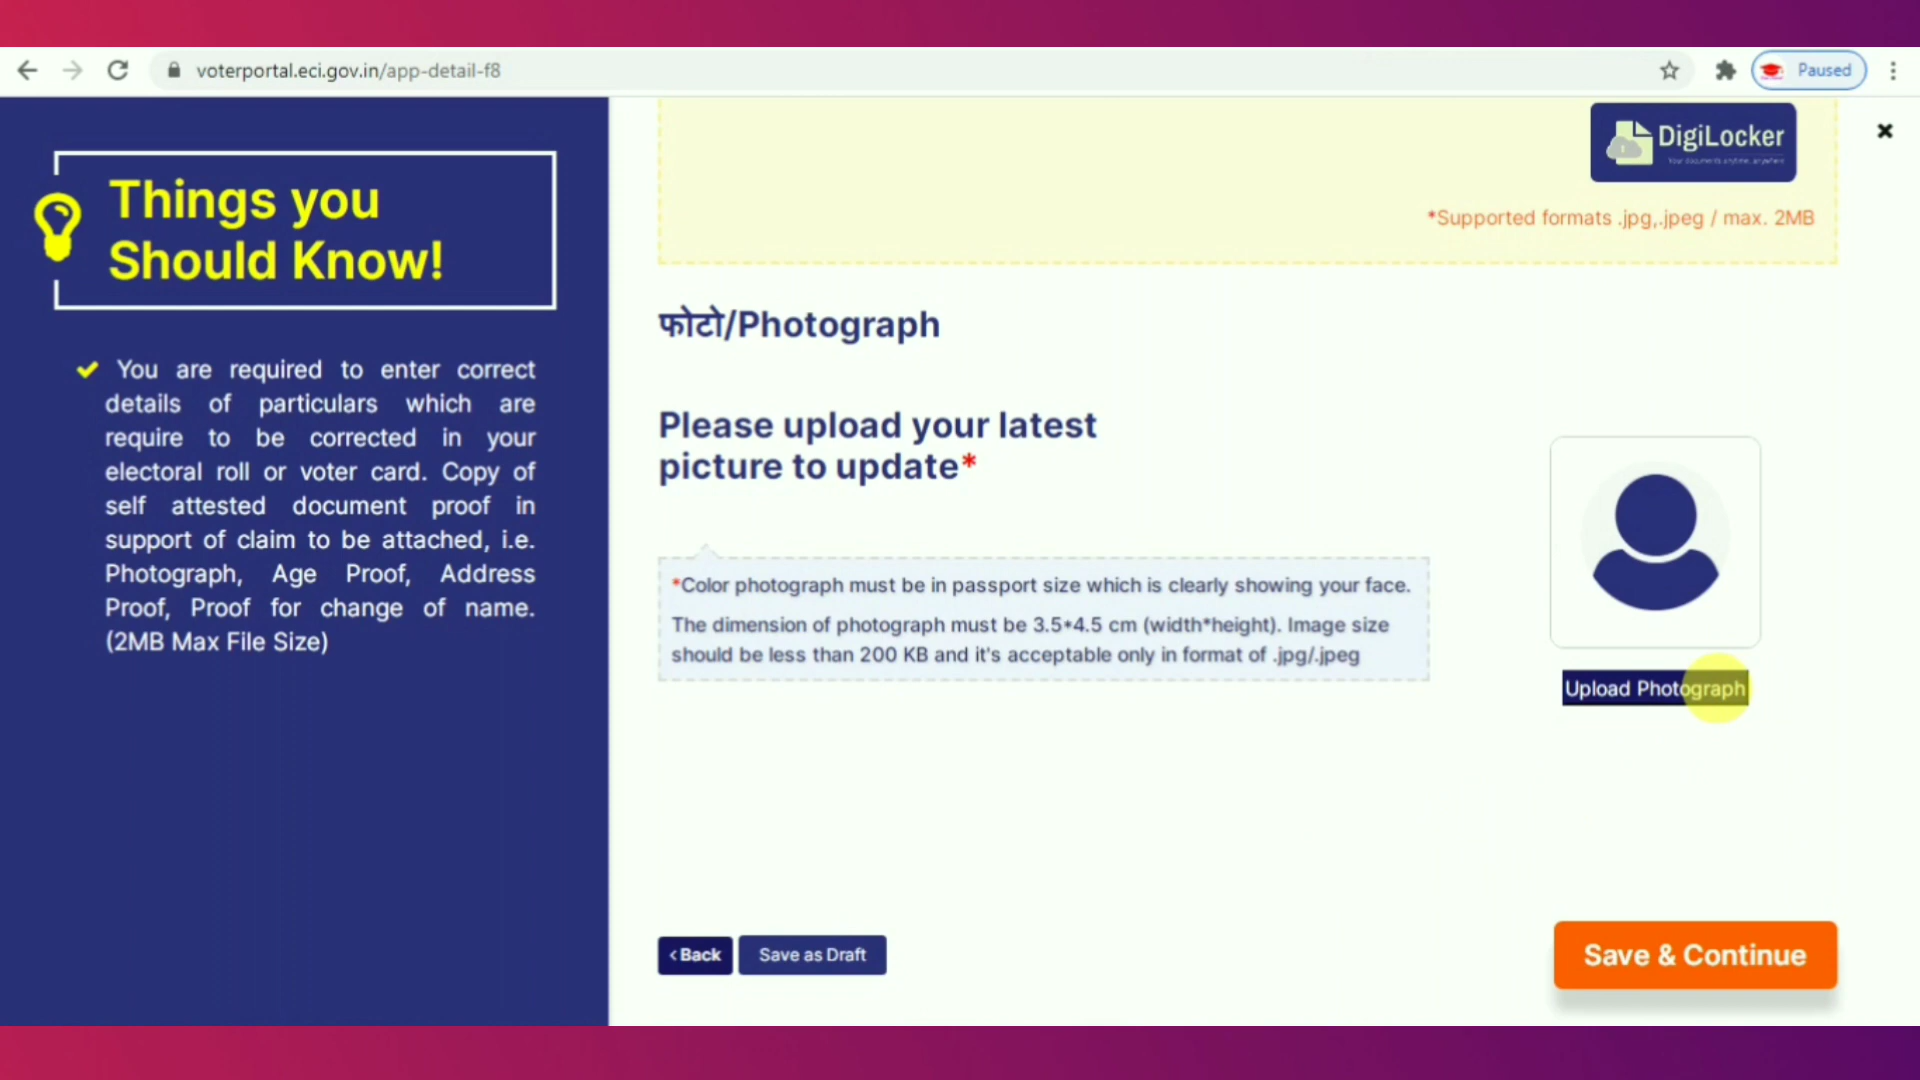 voterportal.eci.gov.in/app-detail-f8
Paused
Things you
Should Know!
You are required to enter correct
details of particulars which are
require to be corrected in your
electoral roll or voter card. Copy of
self attested document proof in
support of claim to be attached, i.e.
Photograph, Age Proof, Address
Proof, Proof for change of name.
(2MB Max File Size)
DigiLocker
Your documents anytime, anywhere
*Supported formats .jpg,.jpeg / max. 2MB
फोटो/Photograph
Please upload your latest
picture to update*
*Color photograph must be in passport size which is clearly showing your face.
The dimension of photograph must be 3.5*4.5 cm (width*height). Image size
should be less than 200 KB and it's acceptable only in format of .jpg/.jpeg
Upload Photograph
‹ Back
Save as Draft
Save & Continue